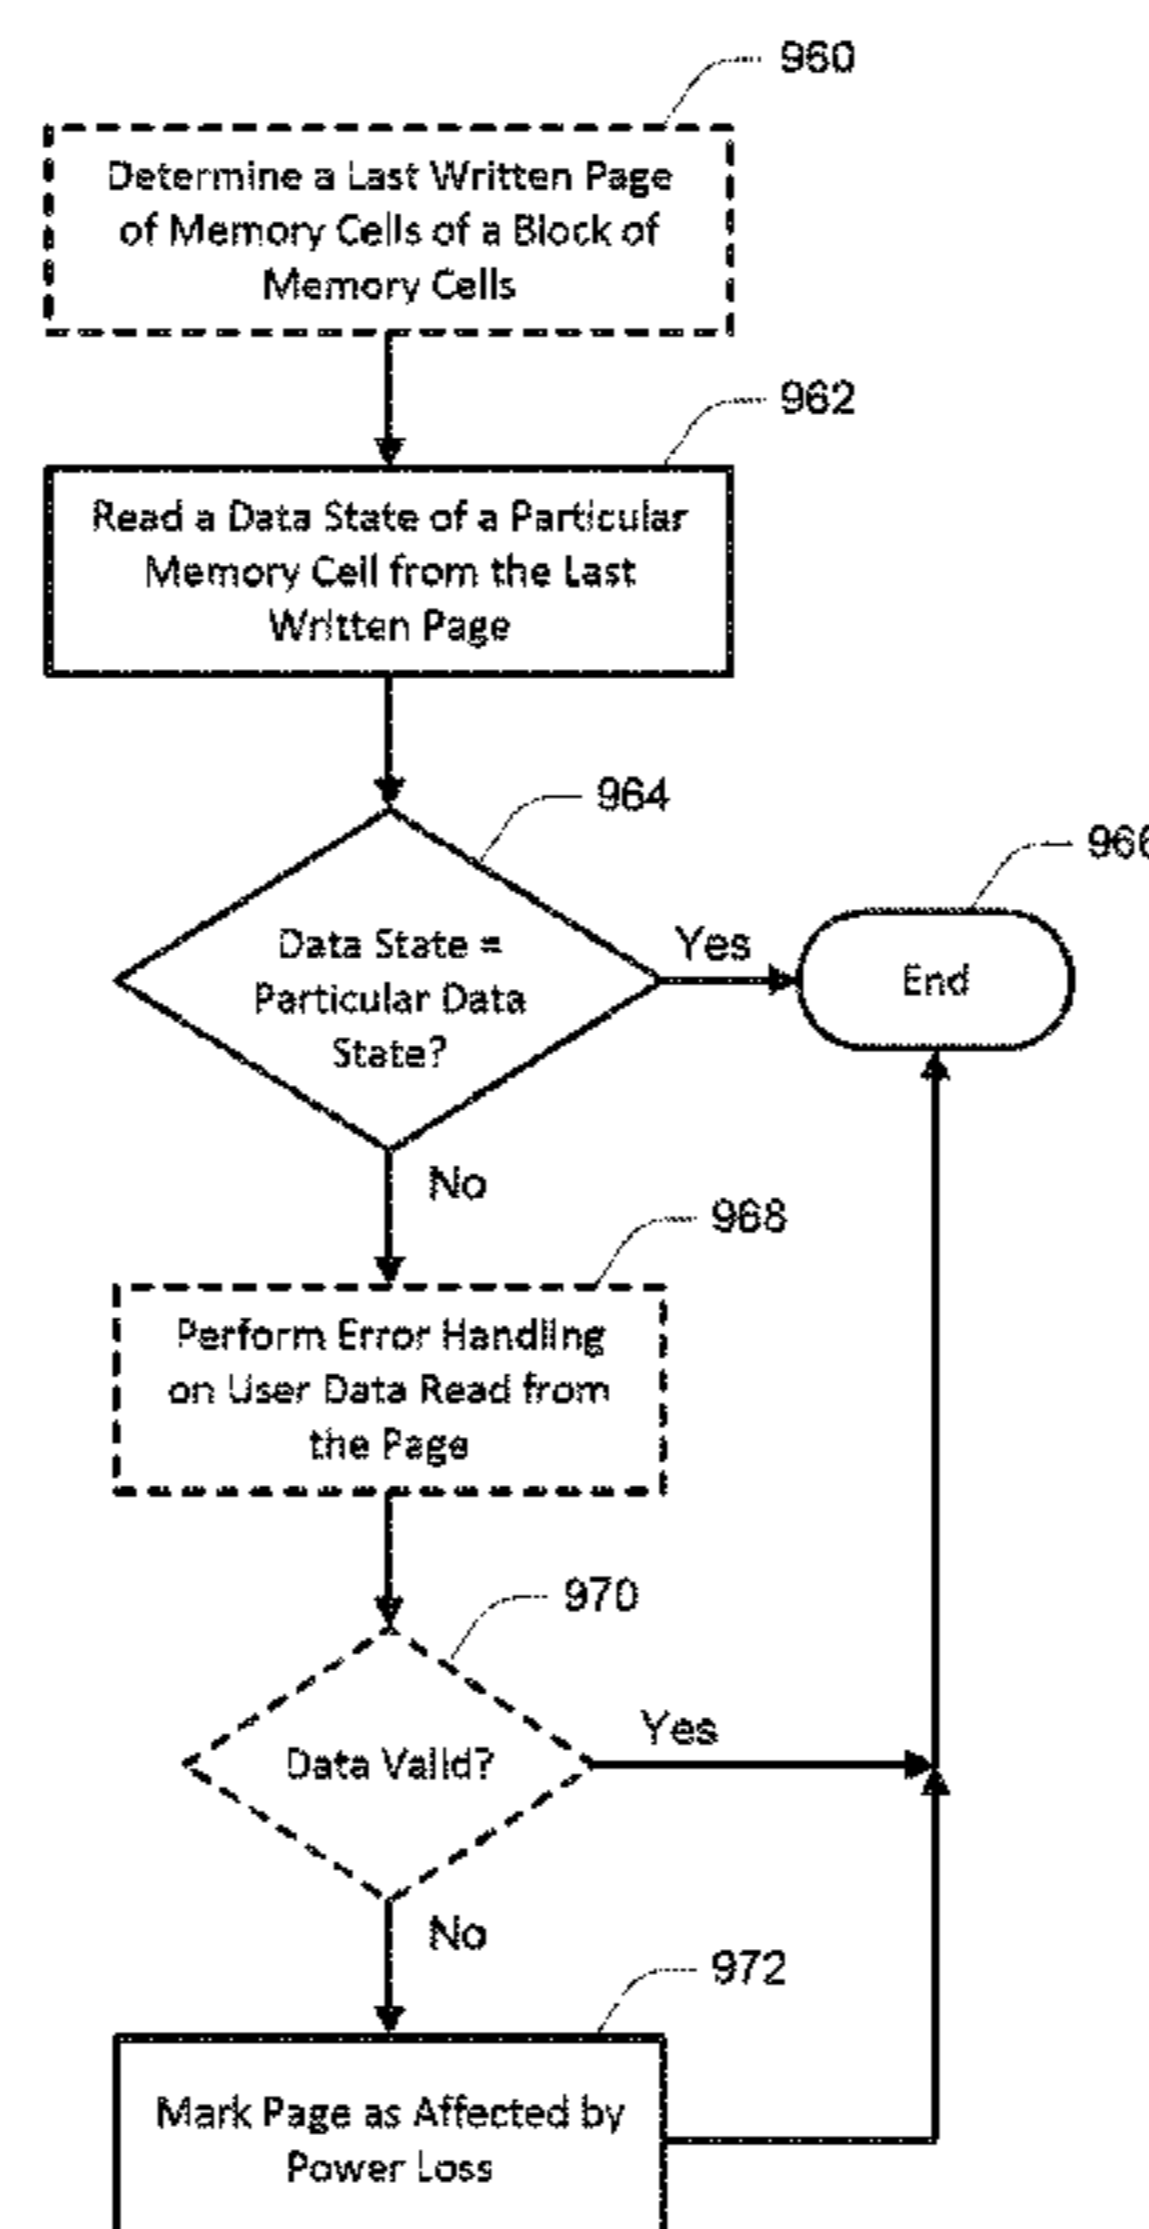 960
Determine a Last Written Page
of Memory Cells of a Block of
Memory Cells
962
Read a Data State of a Particular
Memory Cell from the Last
Written Page
964
966
Data State =
Particular Data
State?
Yes
End
No
968
Perform Error Handling
on User Data Read from
the Page
970
Data Valid?
Yes
No
972
Mark Page as Affected by
Power Loss